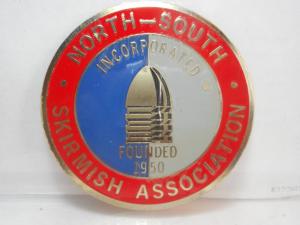 NORTH-SOUTH
SKIRMISH ASSOCIATION
INCORPORATED
FOUNDED
1950